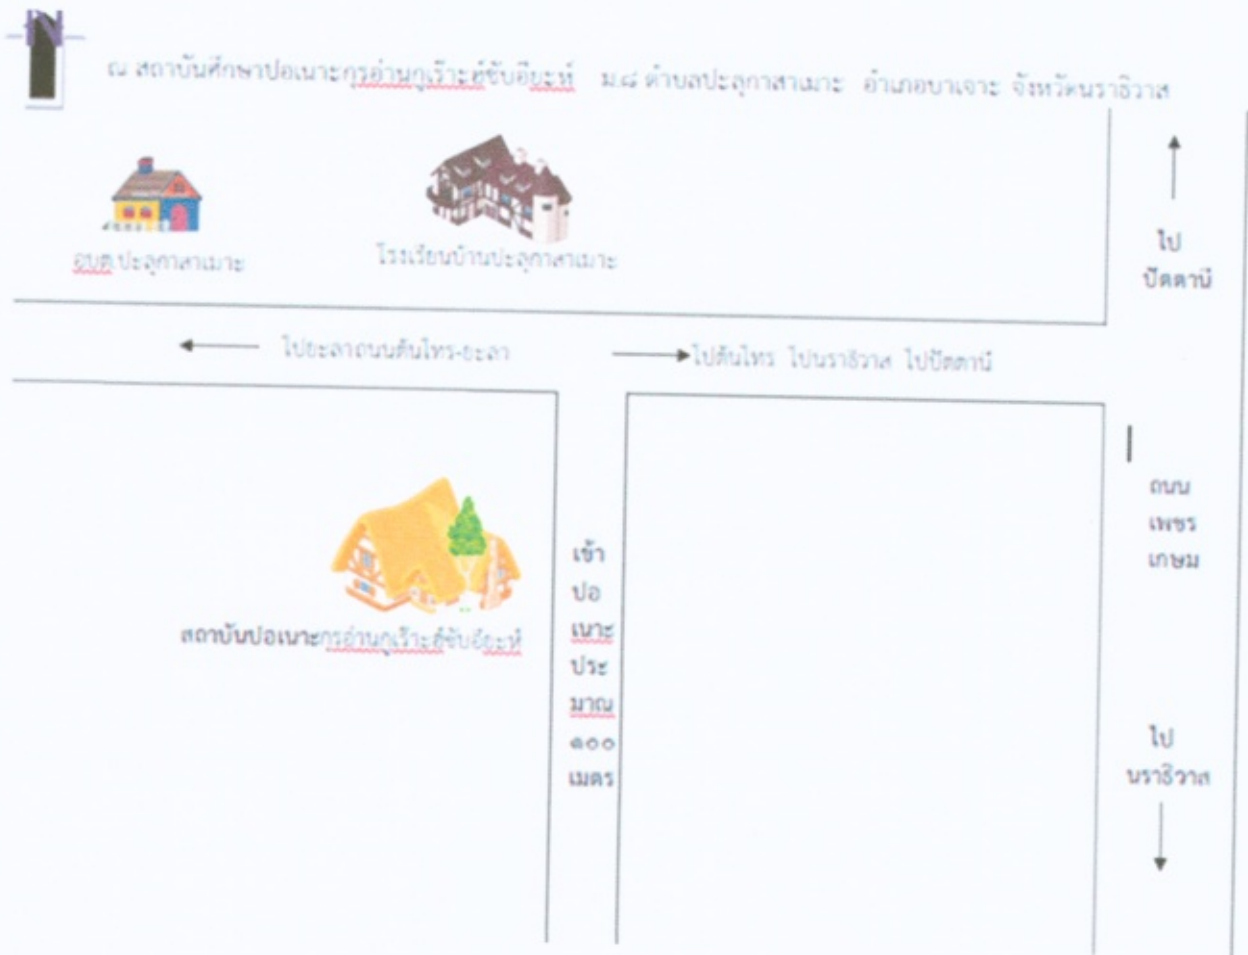 N
ณ สถาบันศึกษาปอเนาะกุรอ่านกูเร๊าะฮ์ซับอียะห์ ม.๘ ตำบลปะลุกาสาเมาะ อำเภอบาเจาะ จังหวัดนราธิวาส
อบต.ปะลุกาสาเมาะ
โรงเรียนบ้านปะลุกาสาเมาะ
ไป
ปัตตานี
ไปยะลาถนนต้นไทร-ยะลา
ไปต้นไทร ไปนราธิวาส ไปปัตตานี
ถนน
เพชร
เกษม
สถาบันปอเนาะกุรอ่านกูเร๊าะฮ์ซับอียะห์
เข้า
ปอ
เนาะ
ประ
มาณ
๑๐๐
เมตร
ไป
นราธิวาส